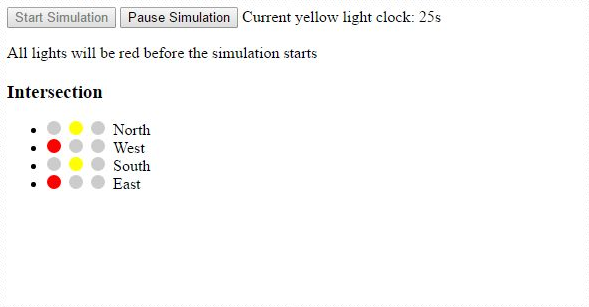 Start Simulation Pause Simulation Current yellow light clock: 25s
All lights will be red before the simulation starts
Intersection
North
West
South
East